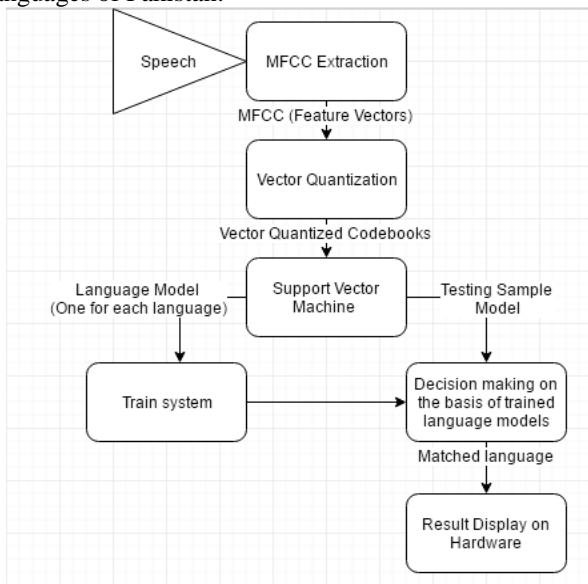 of Pakistan.
Speech
MFCC Extraction
MFCC (Feature Vectors)
Vector Quantization
Vector Quantized Codebooks
Support Vector
Machine
Language Model
(One for each language)
Testing Sample
Model
Train system
Decision making on
the basis of trained
language models
Matched language
Result Display on
Hardware